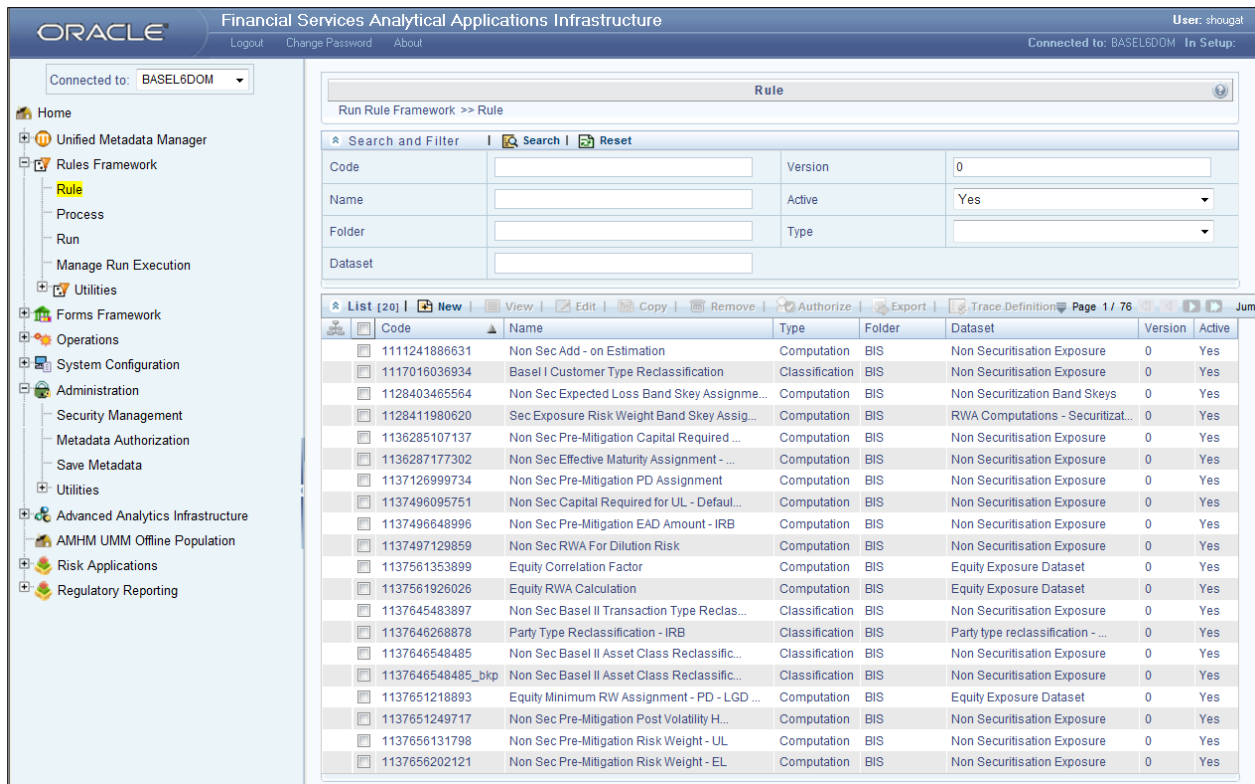 ORACLE
Financial Services Analytical Applications Infrastructure
User: shougat
Logout Change Password About
Connected to: BASEL6DOM In Setup:
Connected to: BASEL6DOM
Home
Unified Metadata Manager
Rules Framework
Rule
Process
Run
Manage Run Execution
Utilities
Forms Framework
Operations
System Configuration
Administration
Security Management
Metadata Authorization
Save Metadata
Utilities
Advanced Analytics Infrastructure
AMHM UMM Offline Population
Risk Applications
Regulatory Reporting
Rule
Run Rule Framework >> Rule
Search and Filter | Search | Reset
Code Version 0
Name Active Yes
Folder Type
Dataset
List [20] | New | View | Edit | Copy | Remove | Authorize | Export | Trace Definition Page 1 / 76 Jum
Code Name Type Folder Dataset Version Active
1111241886631 Non Sec Add - on Estimation Computation BIS Non Securitisation Exposure 0 Yes
1117016036934 Basel I Customer Type Reclassification Classification BIS Non Securitisation Exposure 0 Yes
1128403465564 Non Sec Expected Loss Band Skey Assignme... Computation BIS Non Securitization Band Skeys 0 Yes
1128411980620 Sec Exposure Risk Weight Band Skey Assig... Computation BIS RWA Computations - Securitizat... 0 Yes
1136285107137 Non Sec Pre-Mitigation Capital Required ... Computation BIS Non Securitisation Exposure 0 Yes
1136287177302 Non Sec Effective Maturity Assignment - ... Computation BIS Non Securitisation Exposure 0 Yes
1137126999734 Non Sec Pre-Mitigation PD Assignment Computation BIS Non Securitisation Exposure 0 Yes
1137496095751 Non Sec Capital Required for UL - Defaul... Computation BIS Non Securitisation Exposure 0 Yes
1137496648996 Non Sec Pre-Mitigation EAD Amount - IRB Computation BIS Non Securitisation Exposure 0 Yes
1137497129859 Non Sec RWA For Dilution Risk Computation BIS Non Securitisation Exposure 0 Yes
1137561353899 Equity Correlation Factor Computation BIS Equity Exposure Dataset 0 Yes
1137561926026 Equity RWA Calculation Computation BIS Equity Exposure Dataset 0 Yes
1137645483897 Non Sec Basel II Transaction Type Reclas... Classification BIS Non Securitisation Exposure 0 Yes
1137646268878 Party Type Reclassification - IRB Classification BIS Party type reclassification - ... 0 Yes
1137646548485 Non Sec Basel II Asset Class Reclassific... Classification BIS Non Securitisation Exposure 0 Yes
1137646548485_bkp Non Sec Basel II Asset Class Reclassific... Classification BIS Non Securitisation Exposure 0 Yes
1137651218893 Equity Minimum RW Assignment - PD - LGD ... Computation BIS Equity Exposure Dataset 0 Yes
1137651249717 Non Sec Pre-Mitigation Post Volatility H... Computation BIS Non Securitisation Exposure 0 Yes
1137656131798 Non Sec Pre-Mitigation Risk Weight - UL Computation BIS Non Securitisation Exposure 0 Yes
1137656202121 Non Sec Pre-Mitigation Risk Weight - EL Computation BIS Non Securitisation Exposure 0 Yes